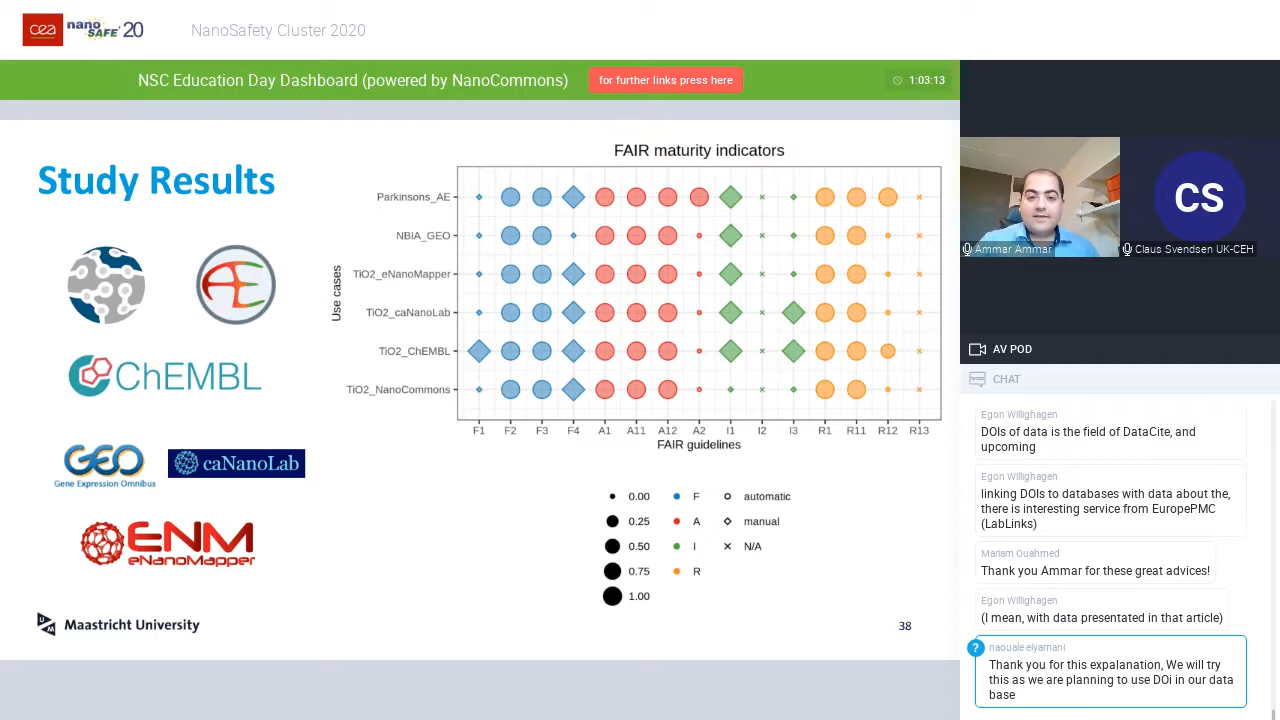 cea nano SAFE' 20
NanoSafety Cluster 2020
NSC Education Day Dashboard (powered by NanoCommons)
for further links press here
1:03:13
Study Results
ChEMBL
GEO
Gene Expression Omnibus
caNanoLab
ENM
eNanoMapper
Maastricht University
FAIR maturity indicators
Use cases
Parkinsons_AE
NBIA_GEO
TiO2_eNanoMapper
TiO2_caNanoLab
TiO2_ChEMBL
TiO2_NanoCommons
F1 F2 F3 F4 A1 A11 A12 A2 I1 I2 I3 R1 R11 R12 R13
FAIR guidelines
0.00 F automatic
0.25 A manual
0.50 I N/A
0.75 R
1.00
38
CS
Ammar Ammar
Claus Svendsen UK-CEH
AV POD
CHAT
Egon Willighagen
DOIs of data is the field of DataCite, and
upcoming
Egon Willighagen
linking DOIs to databases with data about the,
there is interesting service from EuropePMC
(LabLinks)
Mariam Ouahmed
Thank you Ammar for these great advices!
Egon Willighagen
(I mean, with data presentated in that article)
?
naouale elyamani
Thank you for this expalanation, We will try
this as we are planning to use DOi in our data
base